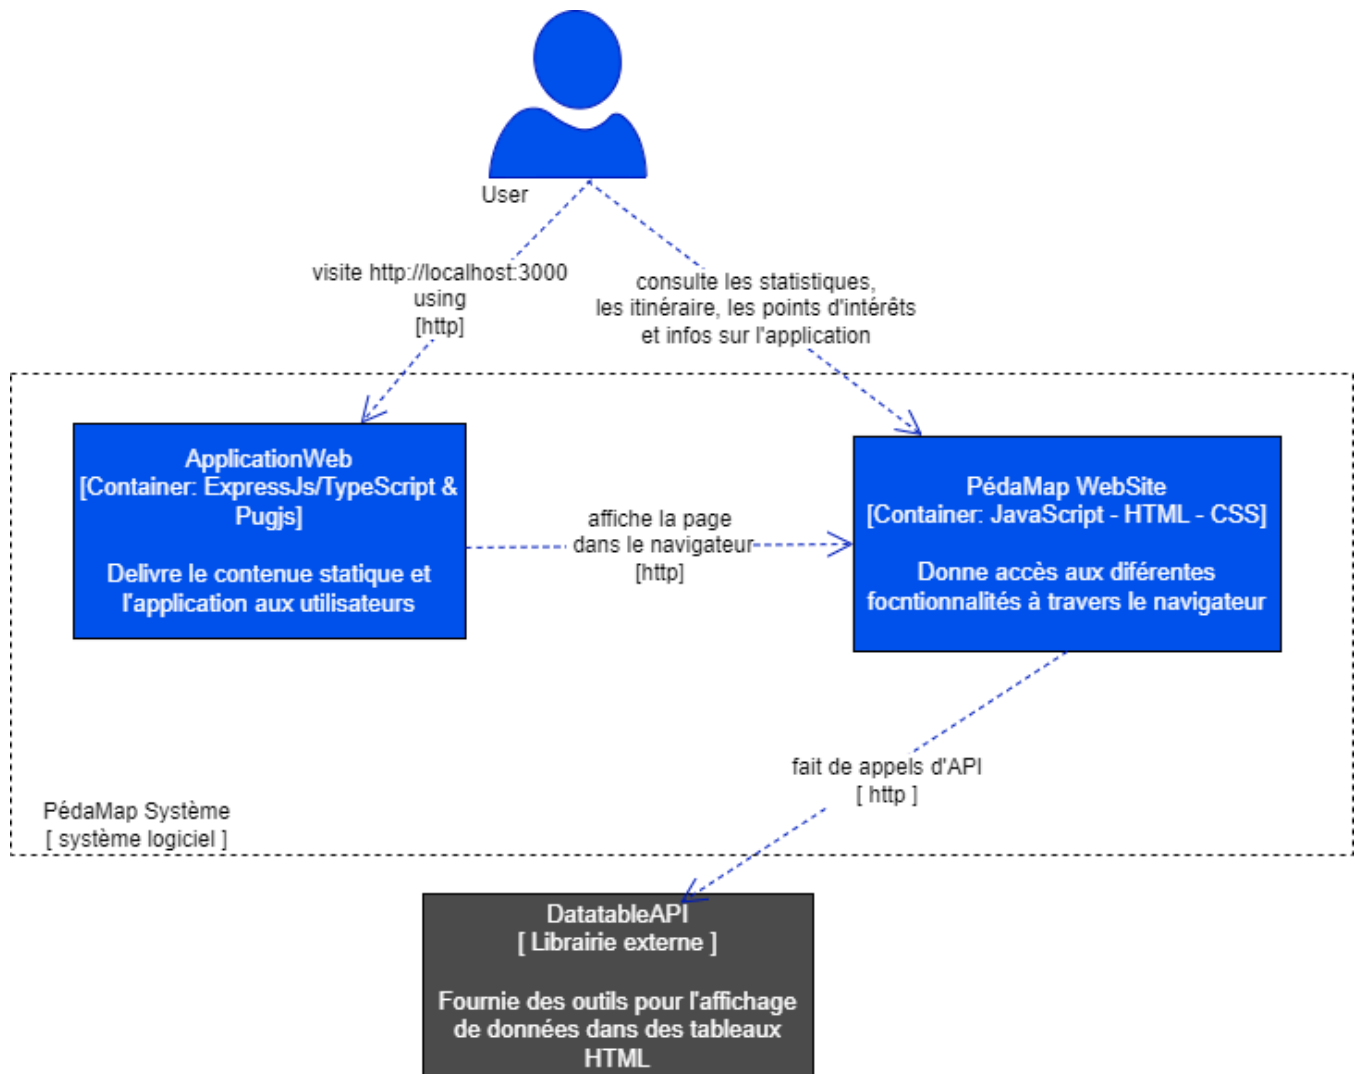 User
visite http://localhost:3000
using
[http]
consulte les statistiques,
les itinéraire, les points d'intérêts
et infos sur l'application
ApplicationWeb
[Container: ExpressJs/TypeScript &
Pugjs]
Delivre le contenue statique et
l'application aux utilisateurs
affiche la page
dans le navigateur
[http]
PédaMap WebSite
[Container: JavaScript - HTML - CSS]
Donne accès aux diférentes
focntionnalités à travers le navigateur
fait de appels d'API
[ http ]
PédaMap Système
[ système logiciel ]
DatatableAPI
[ Librairie externe ]
Fournie des outils pour l'affichage
de données dans des tableaux
HTML